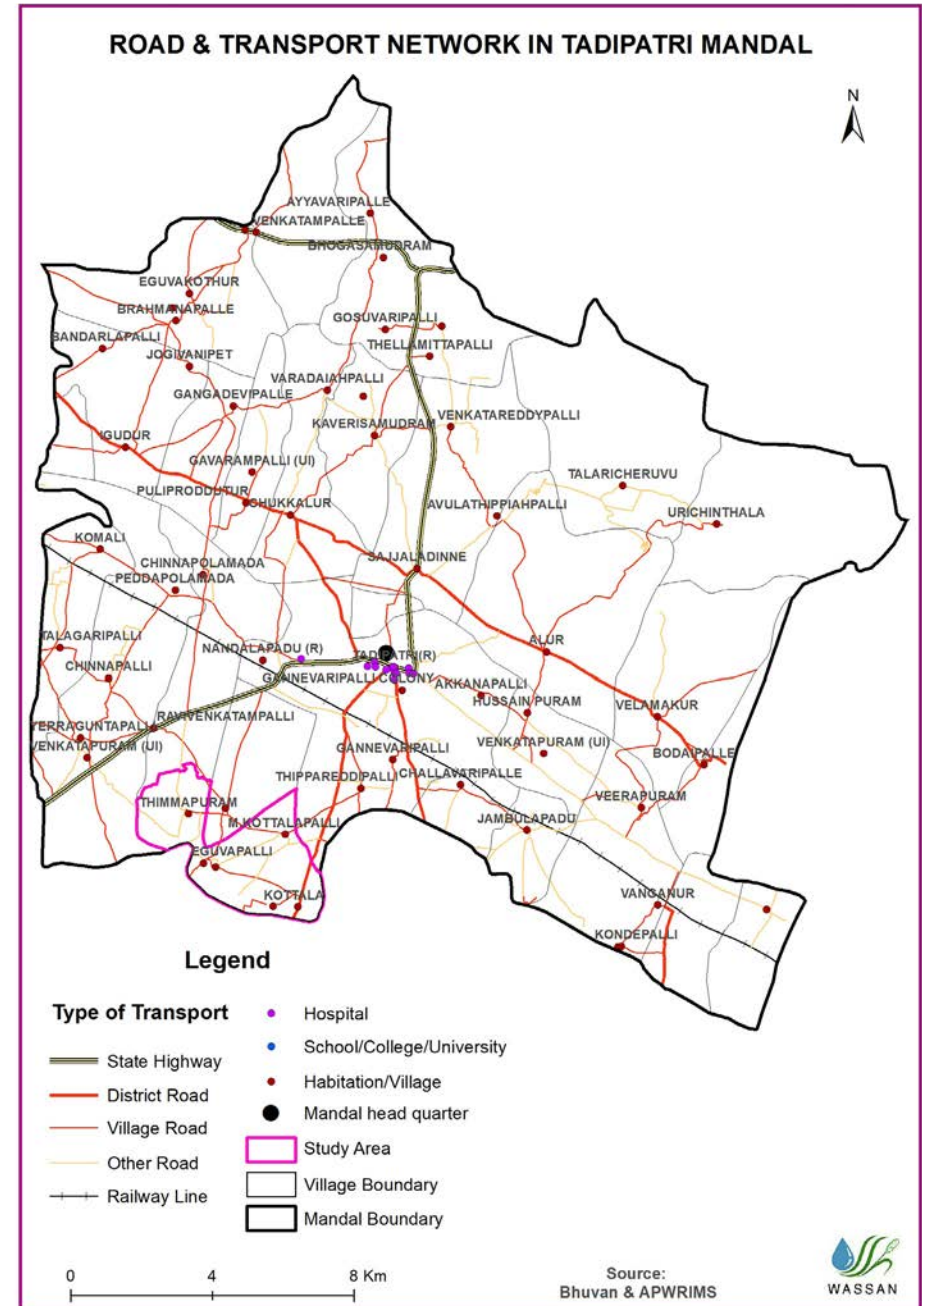 ROAD & TRANSPORT NETWORK IN TADIPATRI MANDAL
N
AYYAVARIPALLE
VENKATAMPALLE
BHOGASAMUDRAM
EGUVAKOTHUR
BRAHMANAPALLE
GOSUVARIPALLI
BANDARLAPALLI
THELLAMITTAPALLI
JOGIVANIPET
VARADAIAHPALLI
GANGADEVIPALLE
VENKATAREDDYPALLI
KAVERISAMUDRAM
IGUDUR
GAVARAMPALLI (UI)
TALARICHERUVU
PULIPRODDUTUR
CHUKKALUR
AVULATHIPPIAHPALLI
URICHINTHALA
KOMALI
SAJJALADINNE
CHINNAPOLAMADA
PEDDAPOLAMADA
TALAGARIPALLI
ALUR
NANDALAPADU (R)
TADIPATRI(R)
CHINNAPALLI
GANNEVARIPALLI COLONY
AKKANAPALLI
HUSSAIN PURAM
VELAMAKUR
RAVIVENKATAMPALLI
YERRAGUNTAPALLI
VENKATAPURAM (UI)
VENKATAPURAM (UI)
GANNEVARIPALLI
BODAIPALLE
THIPPAREDDIPALLI
CHALLAVARIPALLE
THIMMAPURAM
VEERAPURAM
M.KOTTALAPALLI
JAMBULAPADU
EGUVAPALLI
KOTTALA
VANGANUR
KONDEPALLI
Legend
Type of Transport
State Highway
District Road
Village Road
Other Road
Railway Line
Hospital
School/College/University
Habitation/Village
Mandal head quarter
Study Area
Village Boundary
Mandal Boundary
0 4 8 Km
Source:
Bhuvan & APWRIMS
WASSAN